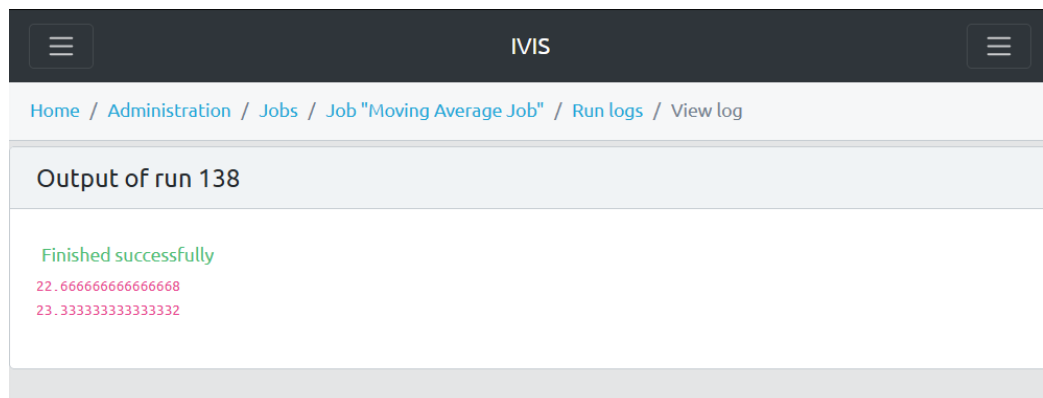 IVIS
Home / Administration / Jobs / Job "Moving Average Job" / Run logs / View log
Output of run 138
Finished successfully
22.666666666666668
23.333333333333332